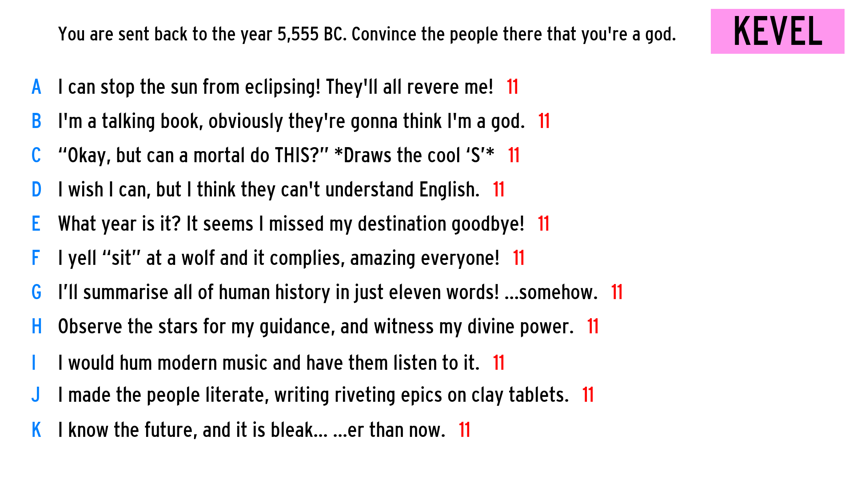 You are sent back to the year 5,555 BC. Convince the people there that you're a god.
KEVEL
A I can stop the sun from eclipsing! They'll all revere me! 11
B I'm a talking book, obviously they're gonna think I'm a god. 11
C “Okay, but can a mortal do THIS?” *Draws the cool ‘S’* 11
D I wish I can, but I think they can't understand English. 11
E What year is it? It seems I missed my destination goodbye! 11
F I yell “sit” at a wolf and it complies, amazing everyone! 11
G I’ll summarise all of human history in just eleven words! ...somehow. 11
H Observe the stars for my guidance, and witness my divine power. 11
I I would hum modern music and have them listen to it. 11
J I made the people literate, writing riveting epics on clay tablets. 11
K I know the future, and it is bleak... ...er than now. 11